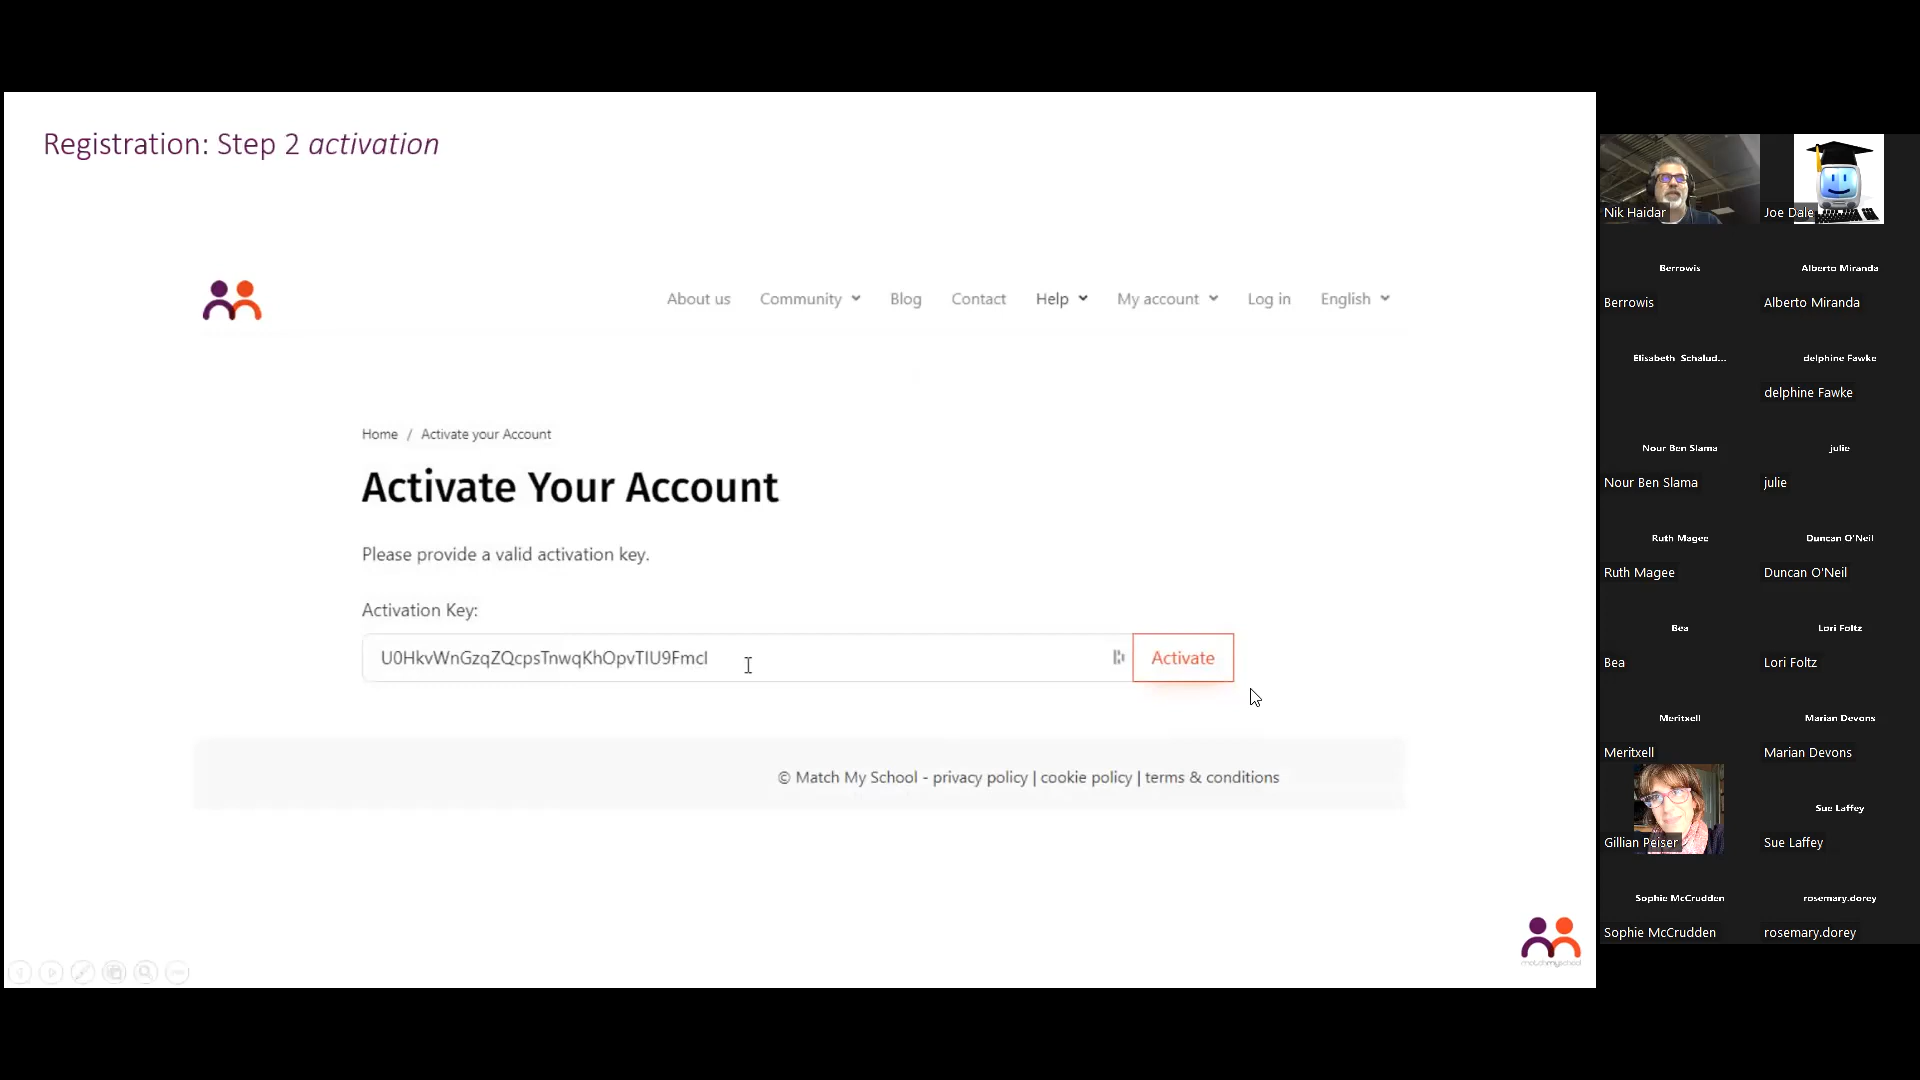 Registration: Step 2 activation
About us Community Blog Contact Help My account Log in English
Home / Activate your Account
Activate Your Account
Please provide a valid activation key.
Activation Key:
U0HkvWnGzqZQcpsTnwqKhOpvTIU9Fmcl
Activate
© Match My School - privacy policy | cookie policy | terms & conditions
matchmyschool
Nik Haidar
Joe Dale
Berrowis
Berrowis
Alberto Miranda
Alberto Miranda
Elisabeth Schalud...
delphine Fawke
delphine Fawke
Nour Ben Slama
Nour Ben Slama
julie
julie
Ruth Magee
Ruth Magee
Duncan O'Neil
Duncan O'Neil
Bea
Bea
Lori Foltz
Lori Foltz
Meritxell
Meritxell
Marian Devons
Marian Devons
Gillian Peiser
Sue Laffey
Sue Laffey
Sophie McCrudden
Sophie McCrudden
rosemary.dorey
rosemary.dorey